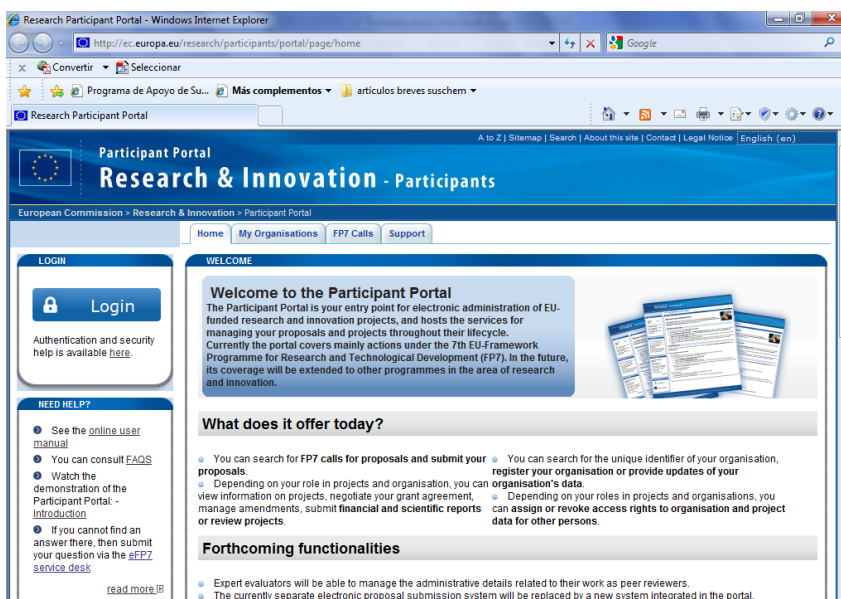 Research Participant Portal - Windows Internet Explorer
http://ec.europa.eu/research/participants/portal/page/home
Google
x Convertir Seleccionar
Programa de Apoyo de Su... Más complementos artículos breves suschem
Research Participant Portal
A to Z | Sitemap | Search | About this site | Contact | Legal Notice English (en)
Participant Portal
Research & Innovation - Participants
European Commission > Research & Innovation > Participant Portal
Home My Organisations FP7 Calls Support
LOGIN
Login
Authentication and security
help is available here.
NEED HELP?
See the online user
manual
You can consult FAQS
Watch the
demonstration of the
Participant Portal: -
Introduction
If you cannot find an
answer there, then submit
your question via the eFP7
service desk
read more
WELCOME
Welcome to the Participant Portal
The Participant Portal is your entry point for electronic administration of EU-
funded research and innovation projects, and hosts the services for
managing your proposals and projects throughout their lifecycle.
Currently the portal covers mainly actions under the 7th EU-Framework
Programme for Research and Technological Development (FP7). In the future,
its coverage will be extended to other programmes in the area of research
and innovation.
What does it offer today?
You can search for FP7 calls for proposals and submit your
proposals.
Depending on your role in projects and organisation, you can
view information on projects, negotiate your grant agreement,
manage amendments, submit financial and scientific reports
or review projects.
You can search for the unique identifier of your organisation,
register your organisation or provide updates of your
organisation's data.
Depending on your roles in projects and organisations, you
can assign or revoke access rights to organisation and project
data for other persons.
Forthcoming functionalities
Expert evaluators will be able to manage the administrative details related to their work as peer reviewers.
The currently separate electronic proposal submission system will be replaced by a new system integrated in the portal.